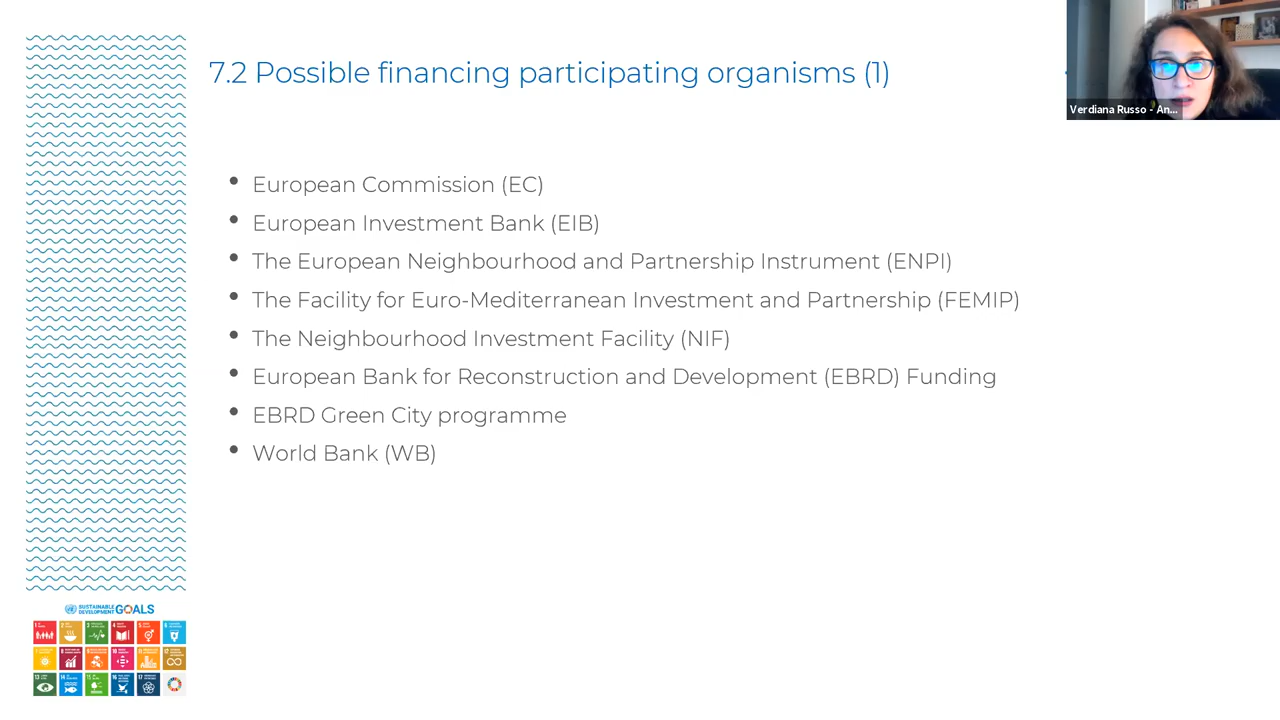 7.2 Possible financing participating organisms (1)
Verdiana Russo - An...
• European Commission (EC)
• European Investment Bank (EIB)
• The European Neighbourhood and Partnership Instrument (ENPI)
• The Facility for Euro-Mediterranean Investment and Partnership (FEMIP)
• The Neighbourhood Investment Facility (NIF)
• European Bank for Reconstruction and Development (EBRD) Funding
• EBRD Green City programme
• World Bank (WB)
SUSTAINABLE
DEVELOPMENT GOALS